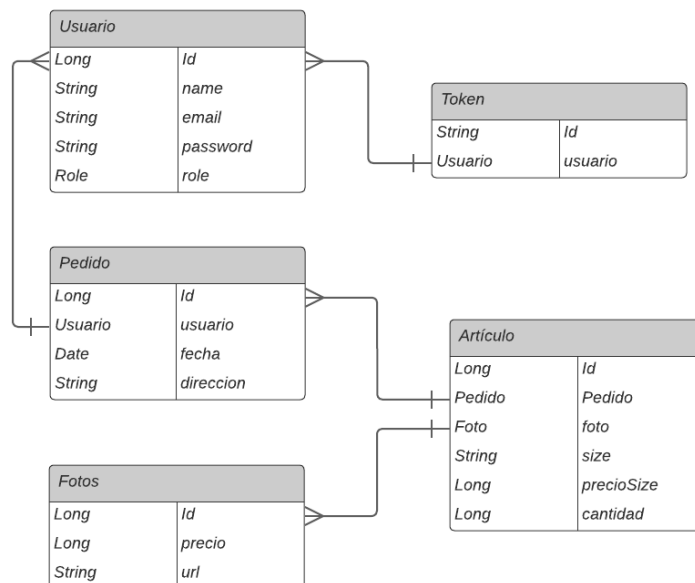 Usuario
Long Id
String name
String email
String password
Role role
Token
String Id
Usuario usuario
Pedido
Long Id
Usuario usuario
Date fecha
String direccion
Artículo
Long Id
Pedido Pedido
Foto foto
String size
Long precioSize
Long cantidad
Fotos
Long Id
Long precio
String url